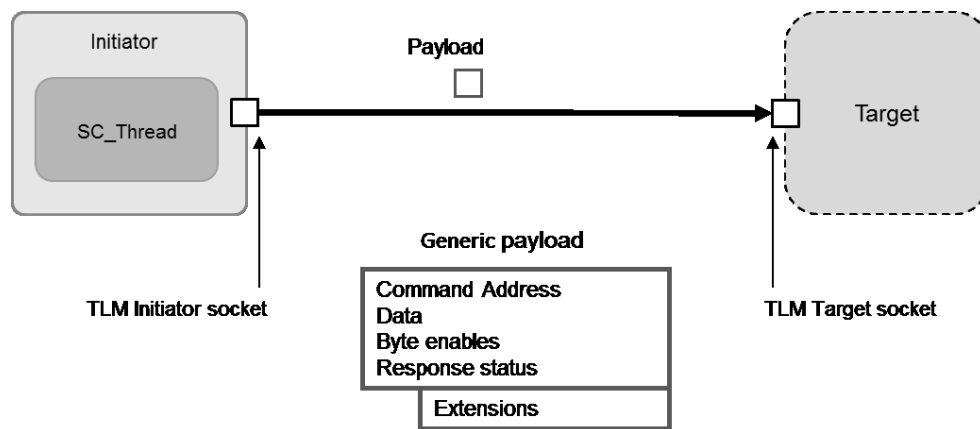 Initiator
SC_Thread
Payload
Target
TLM Initiator socket
TLM Target socket
Generic payload
Command Address
Data
Byte enables
Response status
Extensions